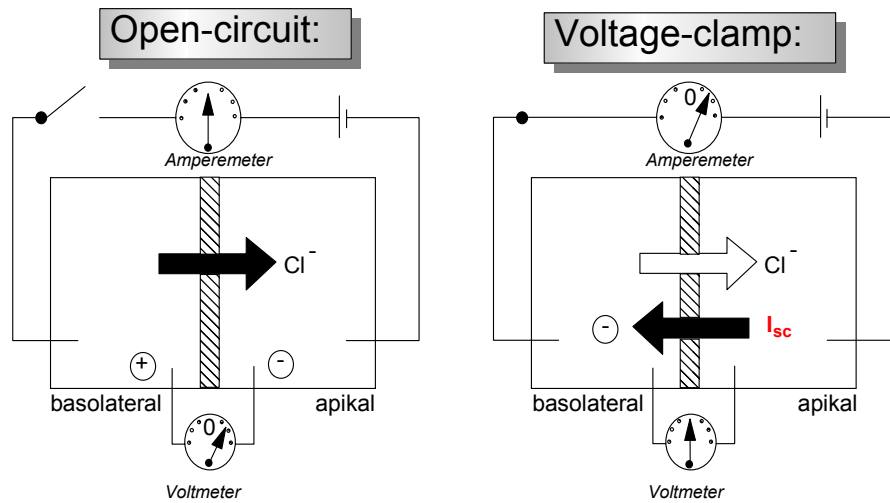 Open-circuit:
Amperemeter
Cl -
+
-
basolateral
apikal
0
Voltmeter
Voltage-clamp:
0
Amperemeter
Cl -
-
Isc
basolateral
apikal
Voltmeter